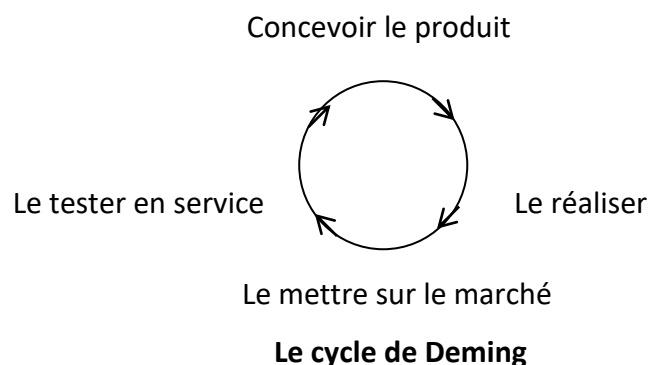 Concevoir le produit
Le tester en service
Le réaliser
Le mettre sur le marché
Le cycle de Deming